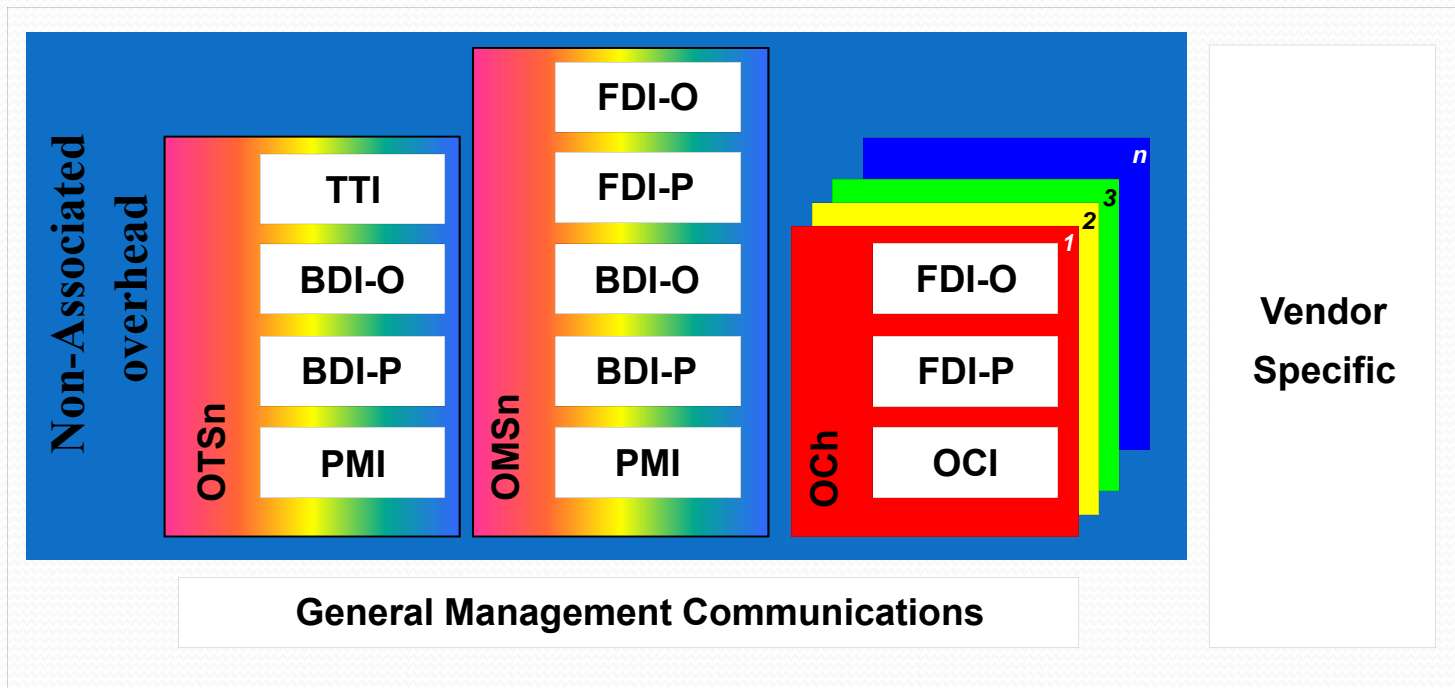 Non-Associated
overhead
OTSn
TTI
BDI-O
BDI-P
PMI
OMSn
FDI-O
FDI-P
BDI-O
BDI-P
PMI
n
3
2
1
OCh
FDI-O
FDI-P
OCI
Vendor
Specific
General Management Communications